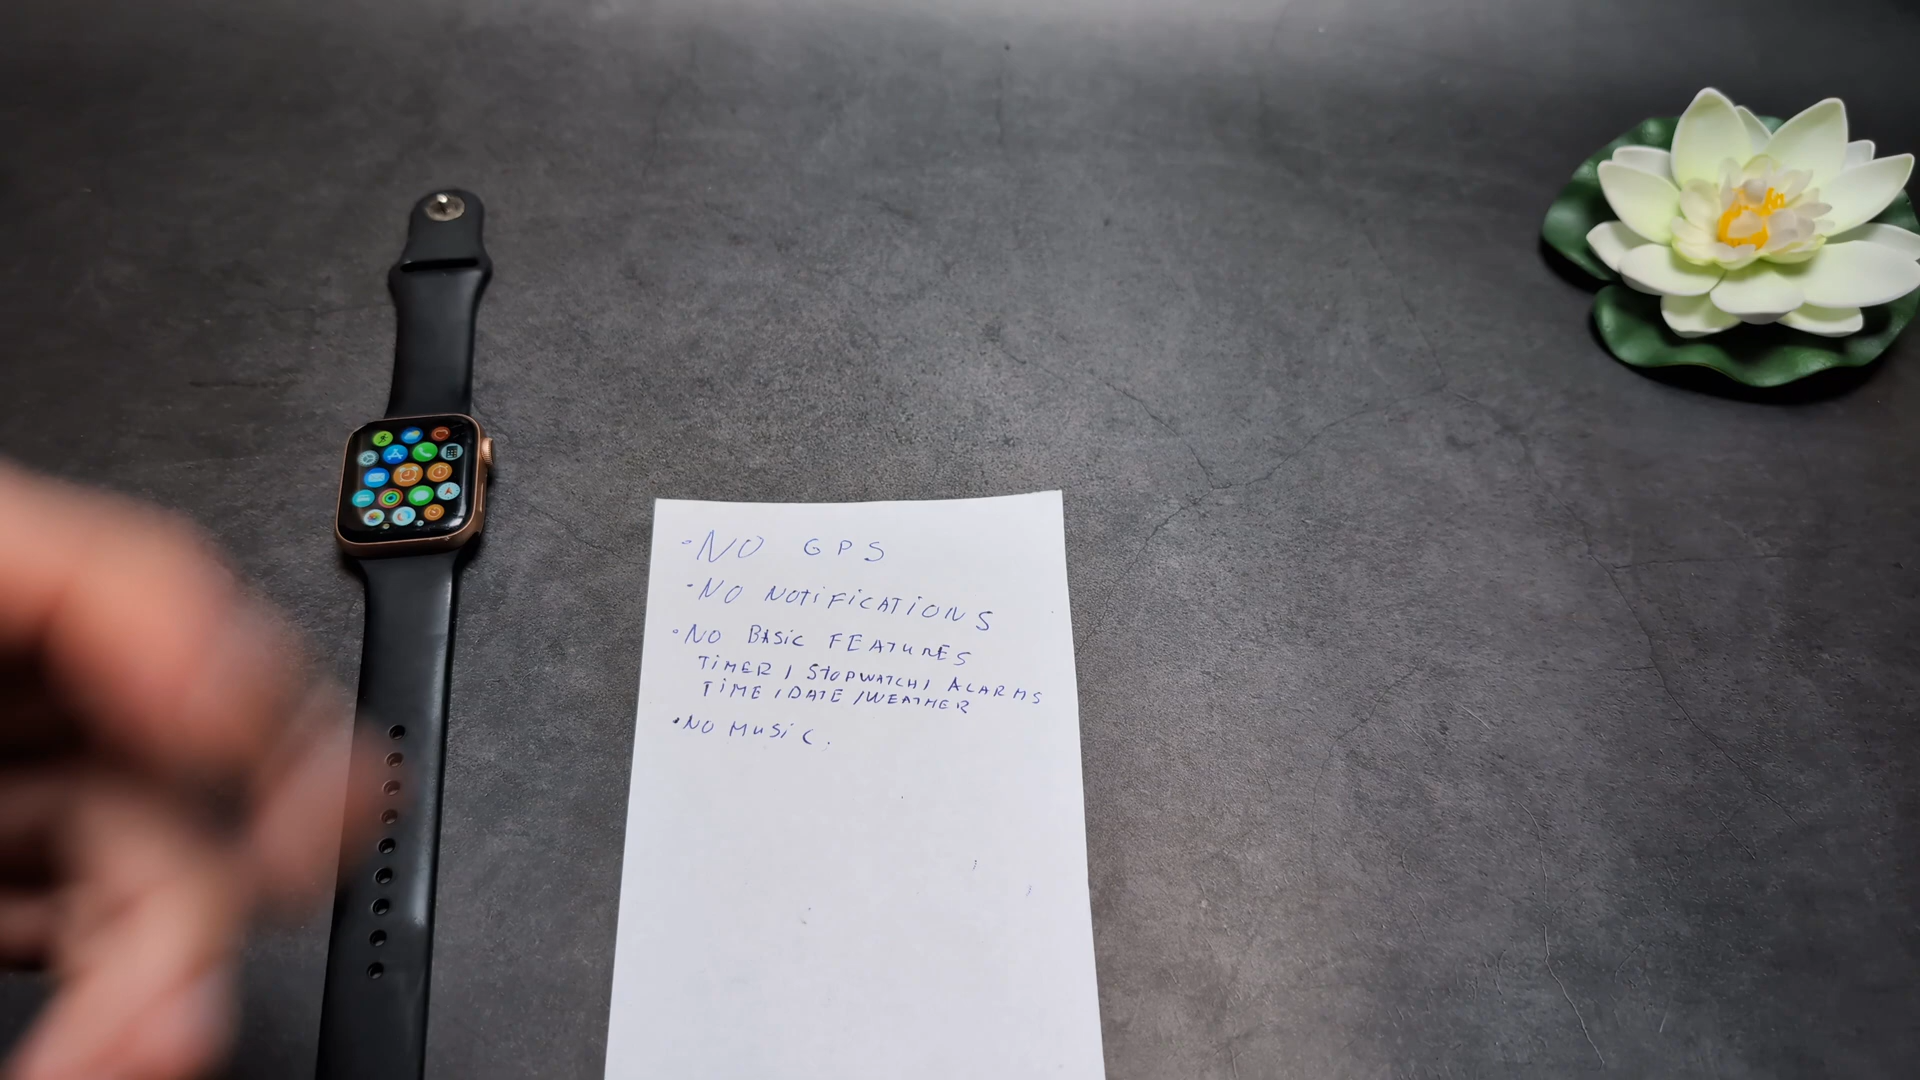 • NO GPS
• NO NOTiFiCATiONS
• NO BASiC FEATURES
TiMER / STOPWATCH / ALARMS
TiME / DATE / WEATHER
• NO MuSiC.